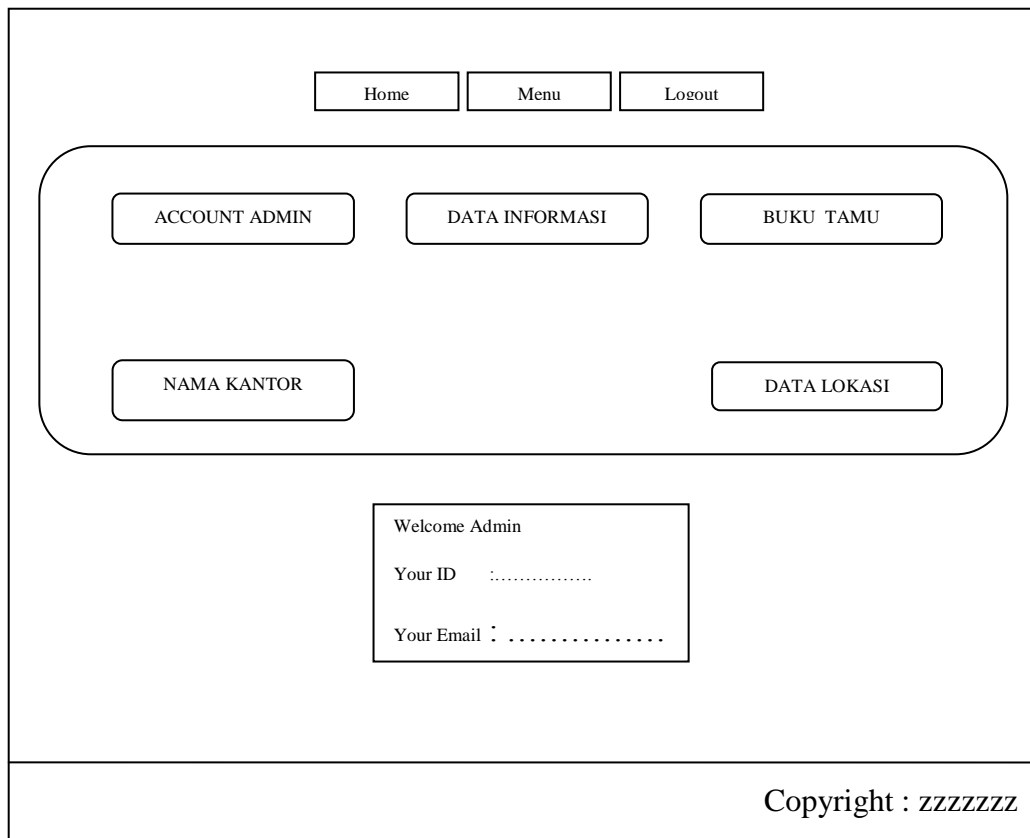 Home Menu Logout
ACCOUNT ADMIN DATA INFORMASI BUKU TAMU
NAMA KANTOR DATA LOKASI
Welcome Admin
Your ID :................
Your Email : ...............
Copyright : zzzzzzz